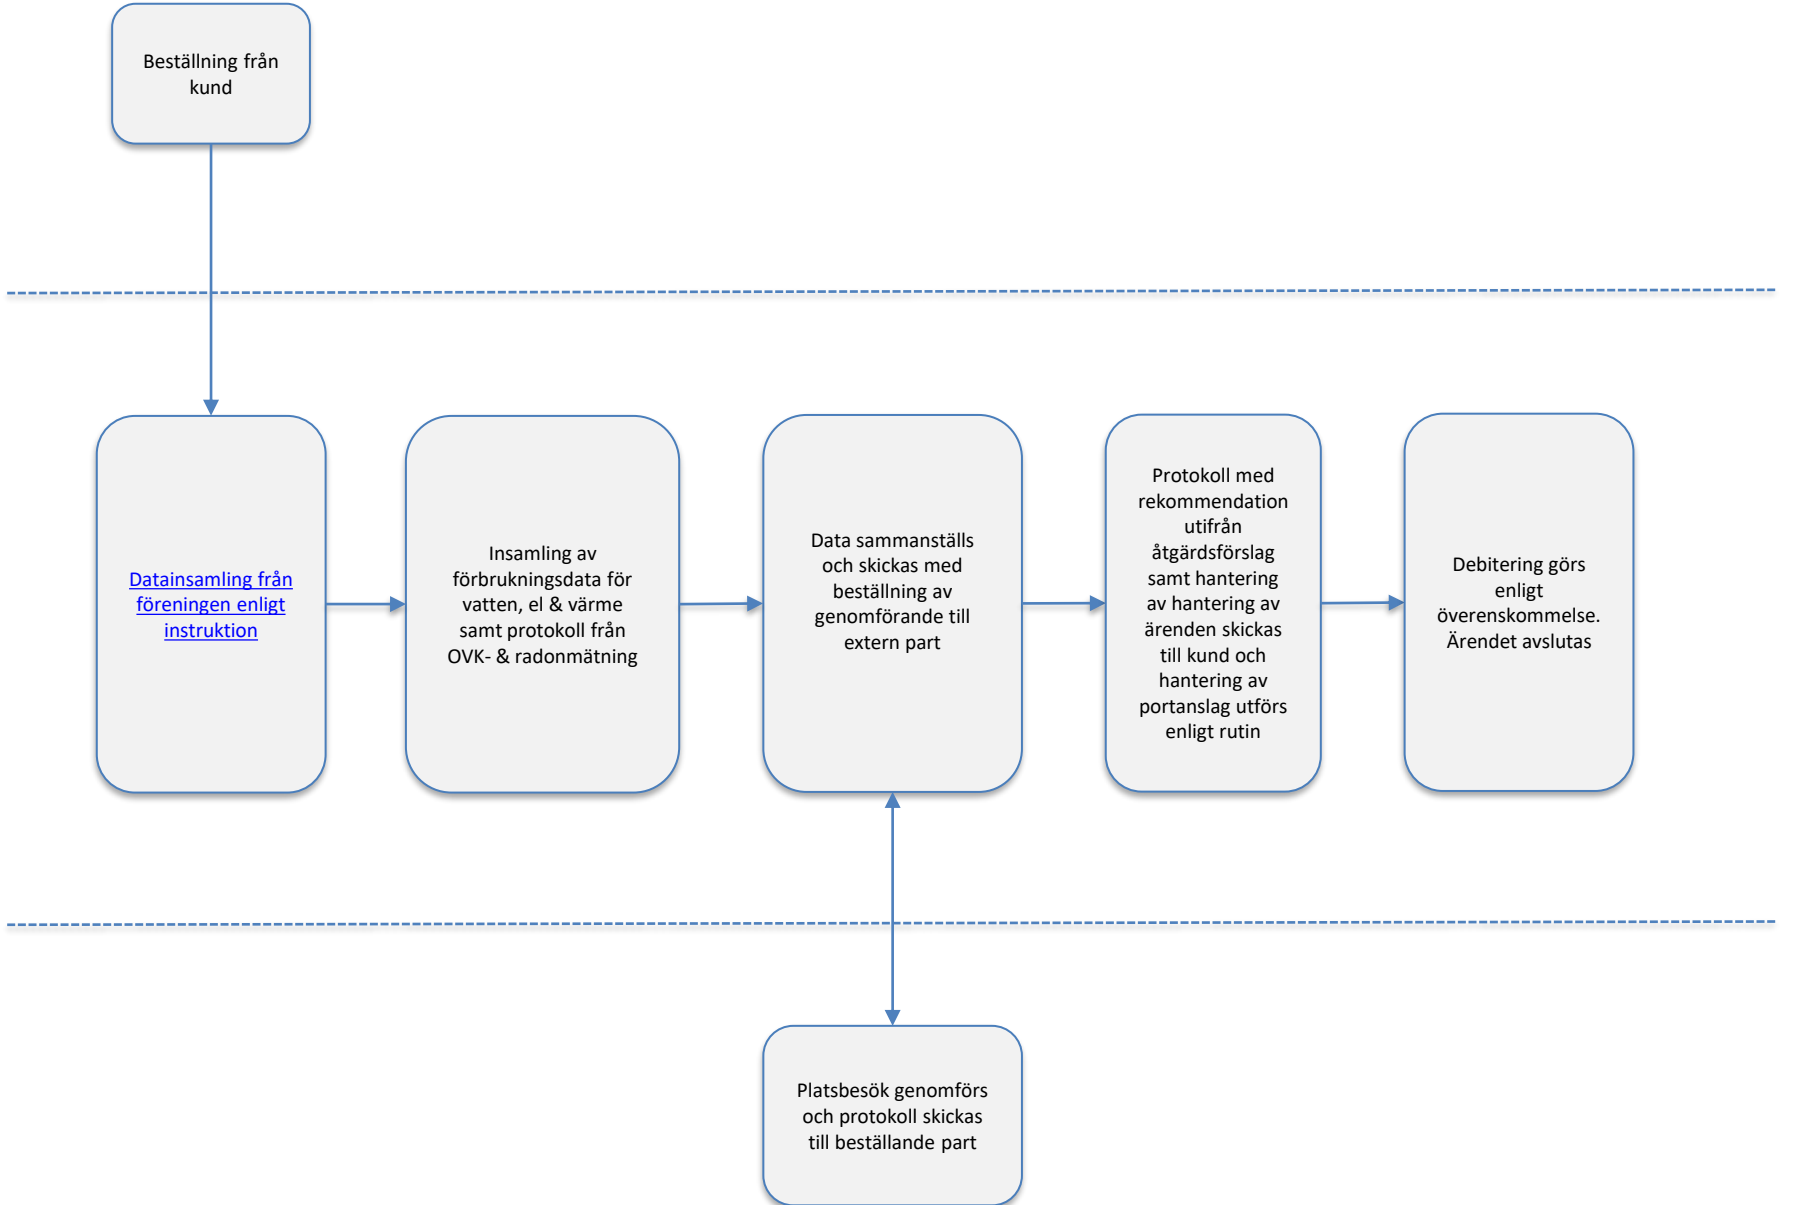 Beställning från
kund
Datainsamling från
föreningen enligt
instruktion
Insamling av
förbrukningsdata för
vatten, el & värme
samt protokoll från
OVK- & radonmätning
Data sammanställs
och skickas med
beställning av
genomförande till
extern part
Protokoll med
rekommendation
utifrån
åtgärdsförslag
samt hantering
av hantering av
ärenden skickas
till kund och
hantering av
portanslag utförs
enligt rutin
Debitering görs
enligt
överenskommelse.
Ärendet avslutas
Platsbesök genomförs
och protokoll skickas
till beställande part